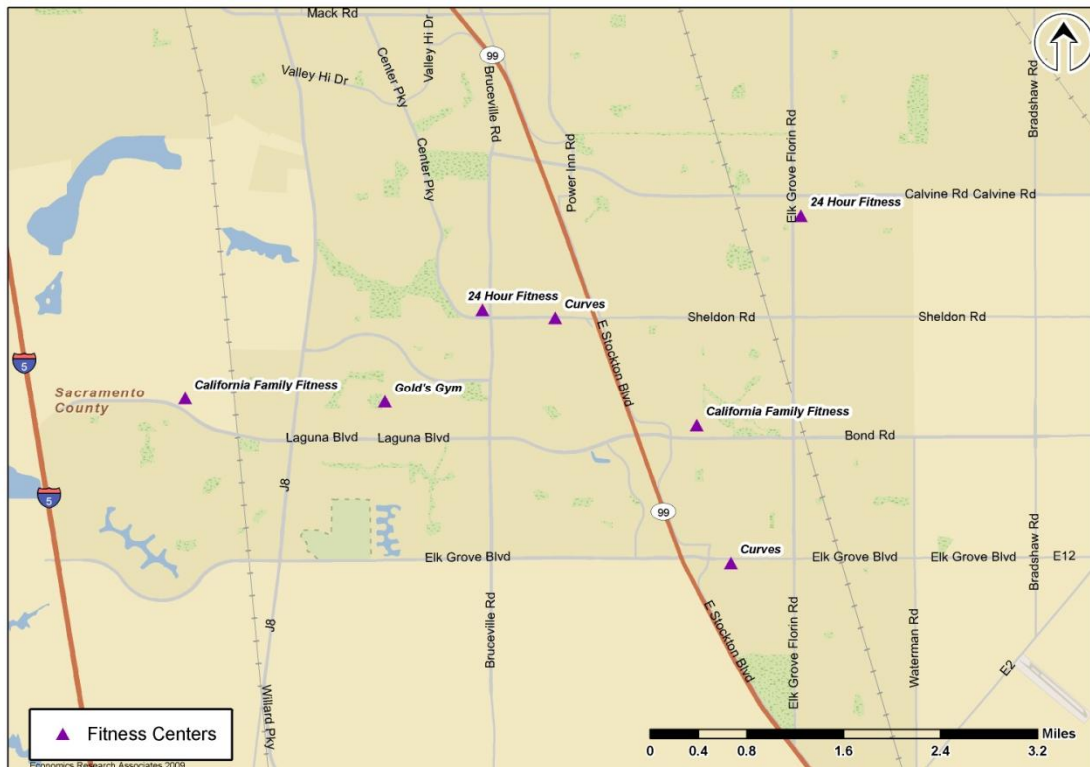 Mack Rd
Valley Hi Dr
Valley Hi Dr
Center Pky
Center Pky
Bruceville Rd
99
Power Inn Rd
Elk Grove Florin Rd
Bradshaw Rd
Calvine Rd Calvine Rd
24 Hour Fitness
24 Hour Fitness
Curves
Sheldon Rd
Sheldon Rd
E Stockton Blvd
5
Sacramento
County
California Family Fitness
Gold's Gym
California Family Fitness
Laguna Blvd
Laguna Blvd
Bond Rd
J8
5
99
Curves
Elk Grove Blvd
Elk Grove Blvd
Elk Grove Blvd
E12
Bradshaw Rd
J8
Bruceville Rd
E Stockton Blvd
Elk Grove Florin Rd
Waterman Rd
E2
Willard Pky
Fitness Centers
Miles
0 0.4 0.8 1.6 2.4 3.2
Economics Research Associates 2009